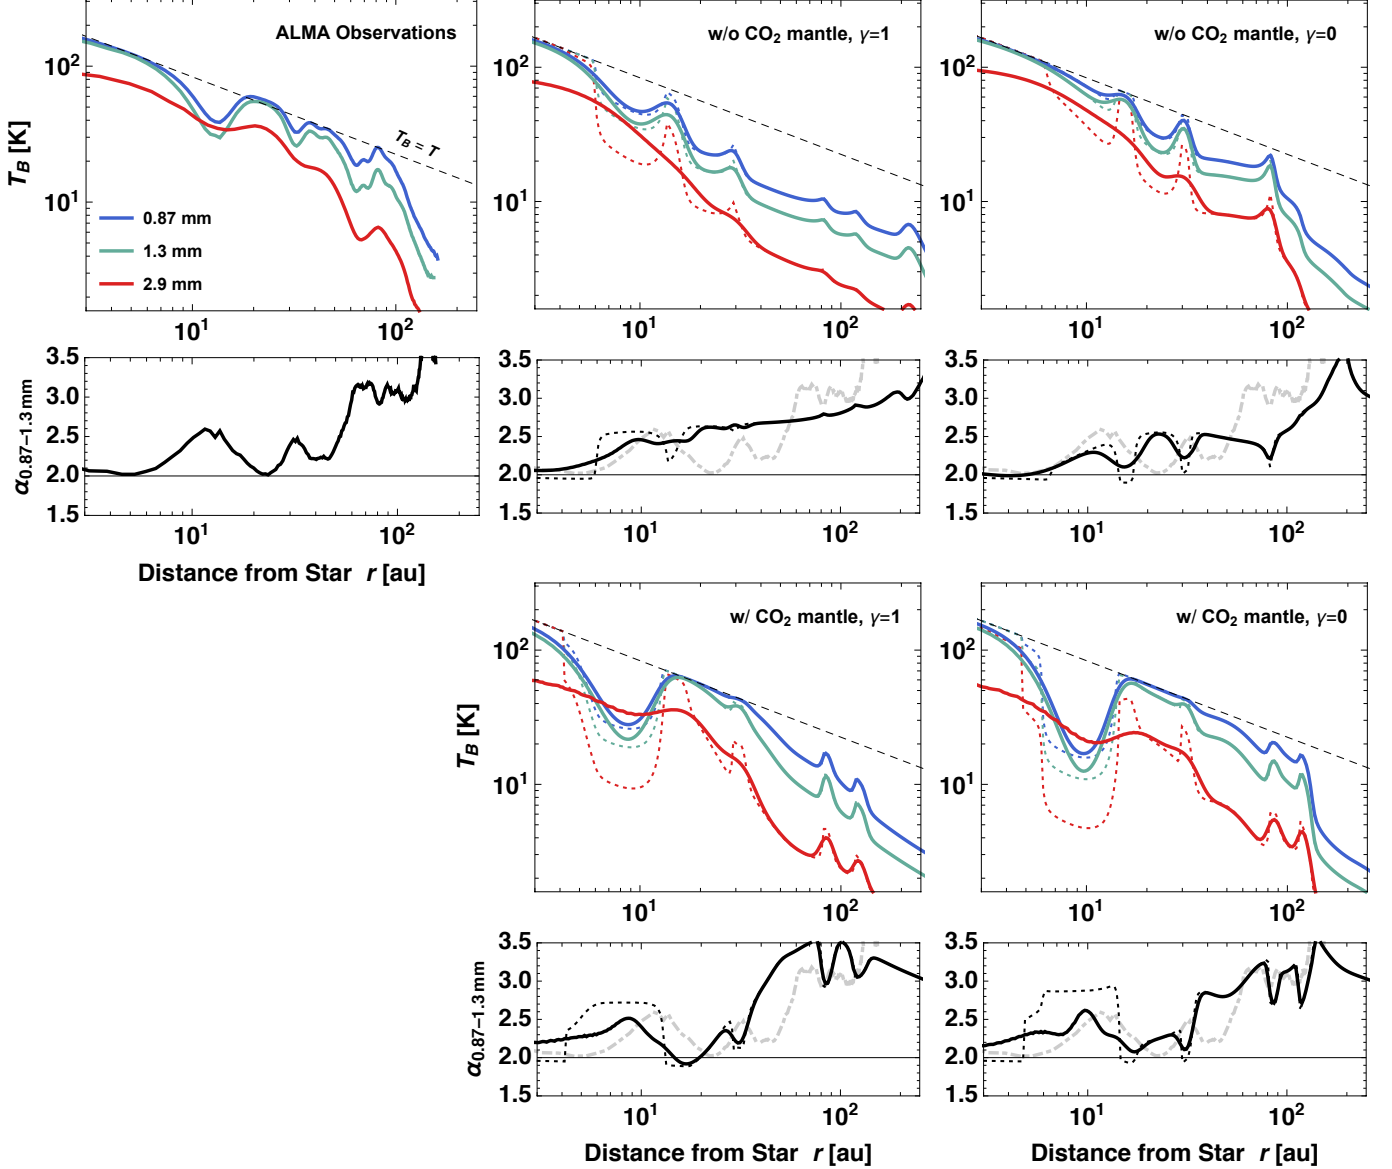 ALMA Observations
T_B [K]
10²
10¹
T_B = T
0.87 mm
1.3 mm
2.9 mm
10¹ 10²
w/o CO₂ mantle, γ=1
10²
10¹
10¹ 10²
w/o CO₂ mantle, γ=0
10²
10¹
10¹ 10²
α0.87−1.3 mm
3.5
3.0
2.5
2.0
1.5
10¹ 10²
Distance from Star r [au]
3.5
3.0
2.5
2.0
1.5
10¹ 10²
3.5
3.0
2.5
2.0
1.5
10¹ 10²
w/ CO₂ mantle, γ=1
T_B [K]
10²
10¹
10¹ 10²
w/ CO₂ mantle, γ=0
10²
10¹
10¹ 10²
α0.87−1.3 mm
3.5
3.0
2.5
2.0
1.5
10¹ 10²
Distance from Star r [au]
3.5
3.0
2.5
2.0
1.5
10¹ 10²
Distance from Star r [au]